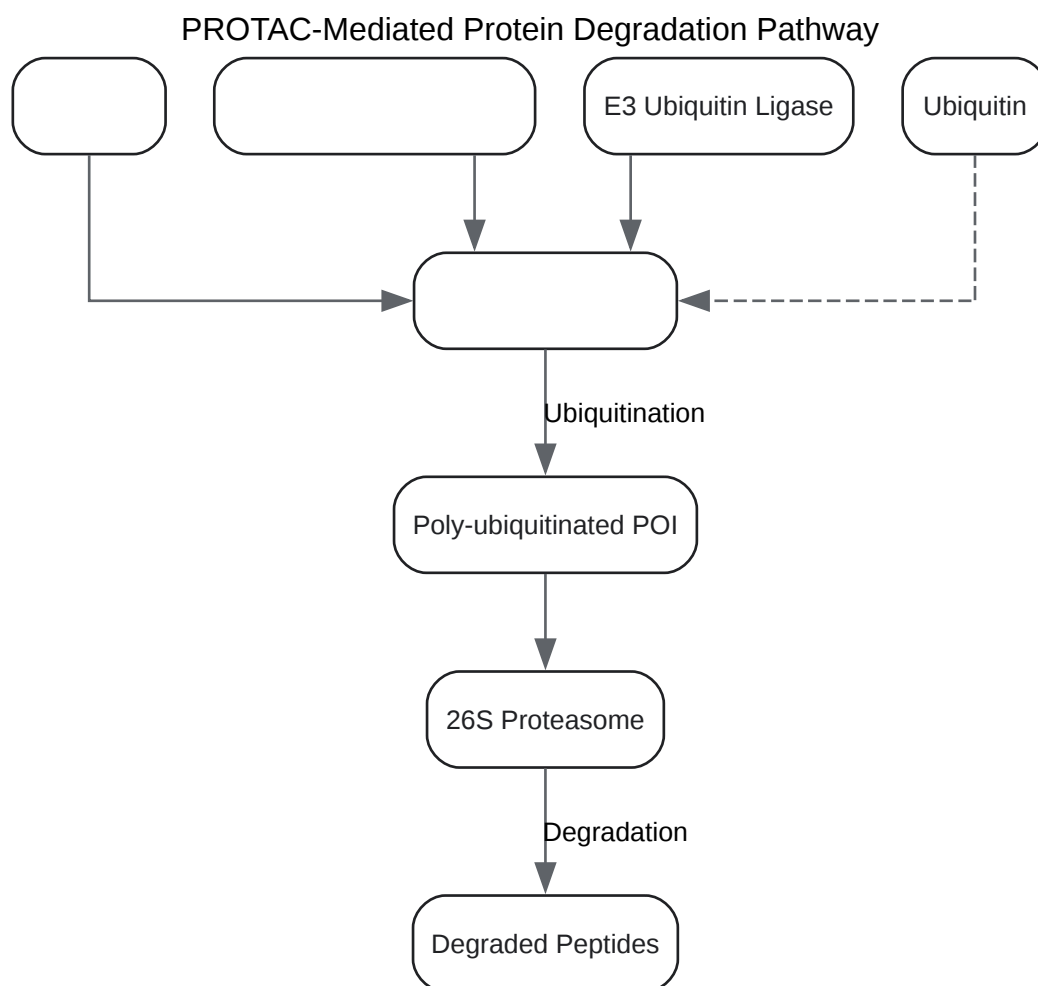 PROTAC-Mediated Protein Degradation Pathway
E3 Ubiquitin Ligase
Ubiquitin
Ubiquitination
Poly-ubiquitinated POI
26S Proteasome
Degradation
Degraded Peptides